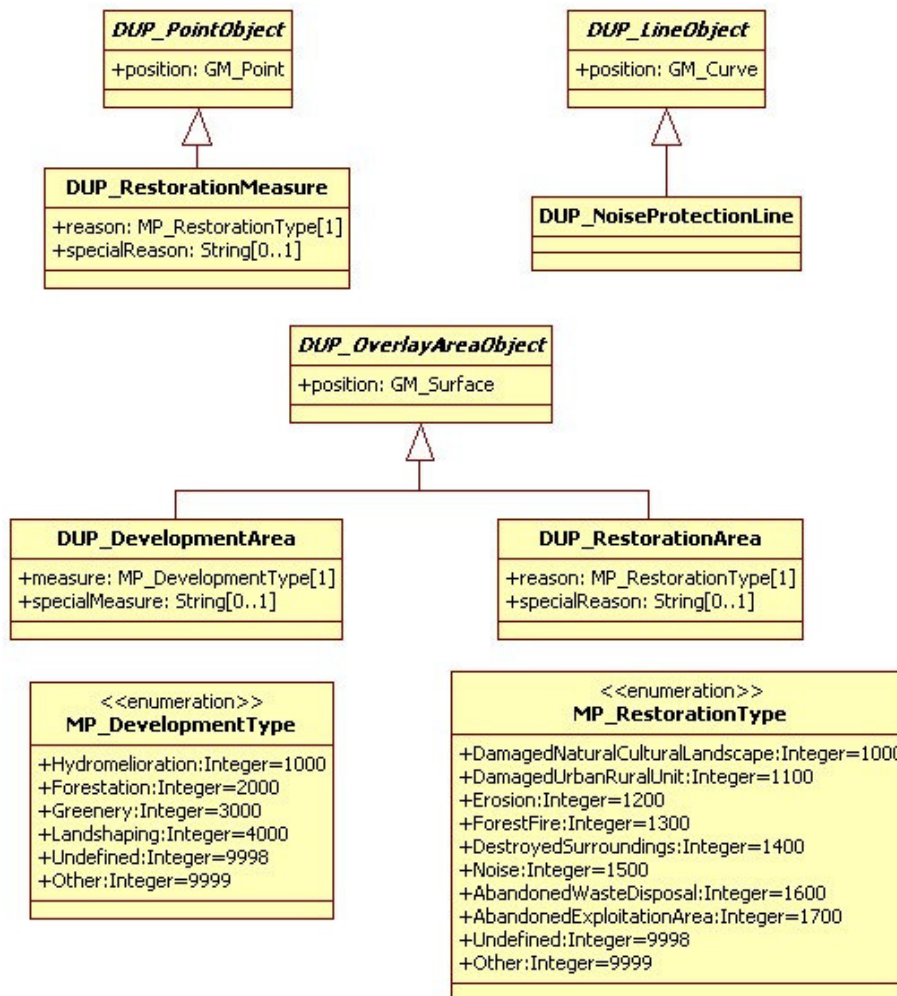 DUP_PointObject
+position: GM_Point
DUP_LineObject
+position: GM_Curve
DUP_RestorationMeasure
+reason: MP_RestorationType[1]
+specialReason: String[0..1]
DUP_NoiseProtectionLine
DUP_OverlayAreaObject
+position: GM_Surface
DUP_DevelopmentArea
+measure: MP_DevelopmentType[1]
+specialMeasure: String[0..1]
DUP_RestorationArea
+reason: MP_RestorationType[1]
+specialReason: String[0..1]
<<enumeration>>
MP_DevelopmentType
+Hydromelioration:Integer=1000
+Forestation:Integer=2000
+Greenery:Integer=3000
+Landshaping:Integer=4000
+Undefined:Integer=9998
+Other:Integer=9999
<<enumeration>>
MP_RestorationType
+DamagedNaturalCulturalLandscape:Integer=1000
+DamagedUrbanRuralUnit:Integer=1100
+Erosion:Integer=1200
+ForestFire:Integer=1300
+DestroyedSurroundings:Integer=1400
+Noise:Integer=1500
+AbandonedWasteDisposal:Integer=1600
+AbandonedExploitationArea:Integer=1700
+Undefined:Integer=9998
+Other:Integer=9999